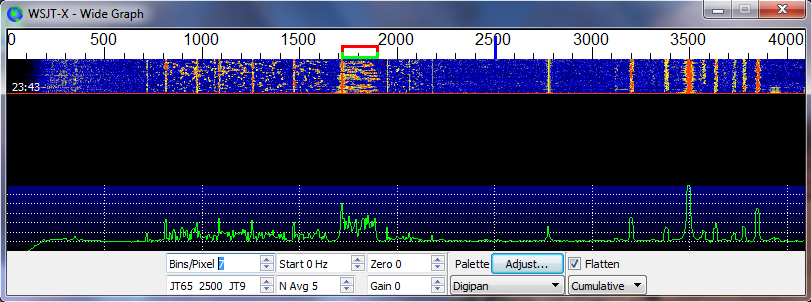 WSJT-X - Wide Graph
0 500 1000 1500 2000 2500 3000 3500 4000
23:43
Bins/Pixel 7 Start 0 Hz Zero 0 Palette Adjust... Flatten
JT65 2500 JT9 N Avg 5 Gain 0 Digipan Cumulative